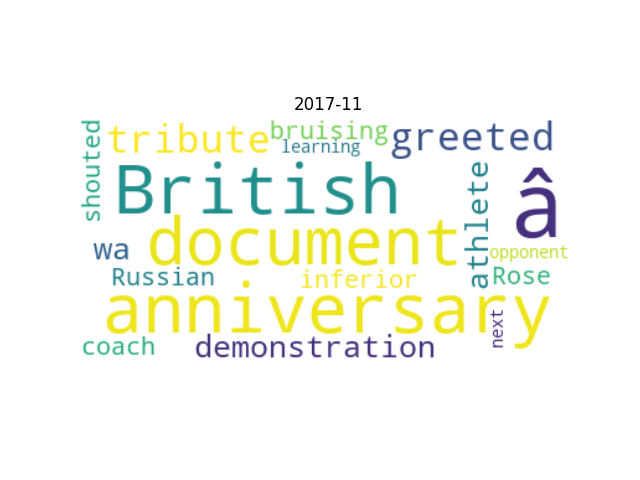 2017-11
shouted
tribute
bruising
learning
greeted
British
athlete
â
document
wa
opponent
Russian
inferior
Rose
anniversary
next
coach
demonstration